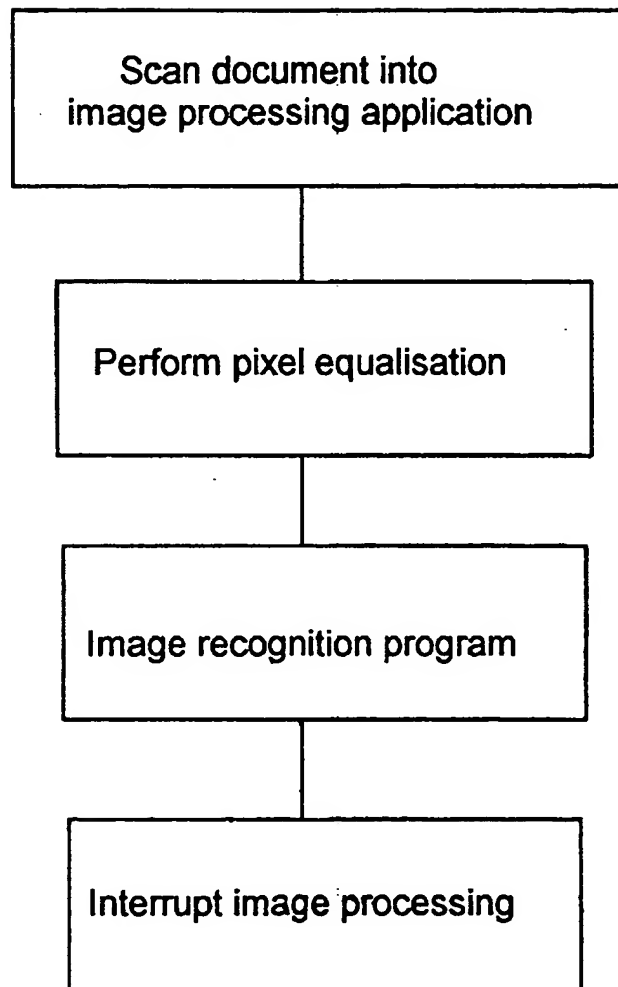 Scan document into
image processing application
Perform pixel equalisation
Image recognition program
Interrupt image processing